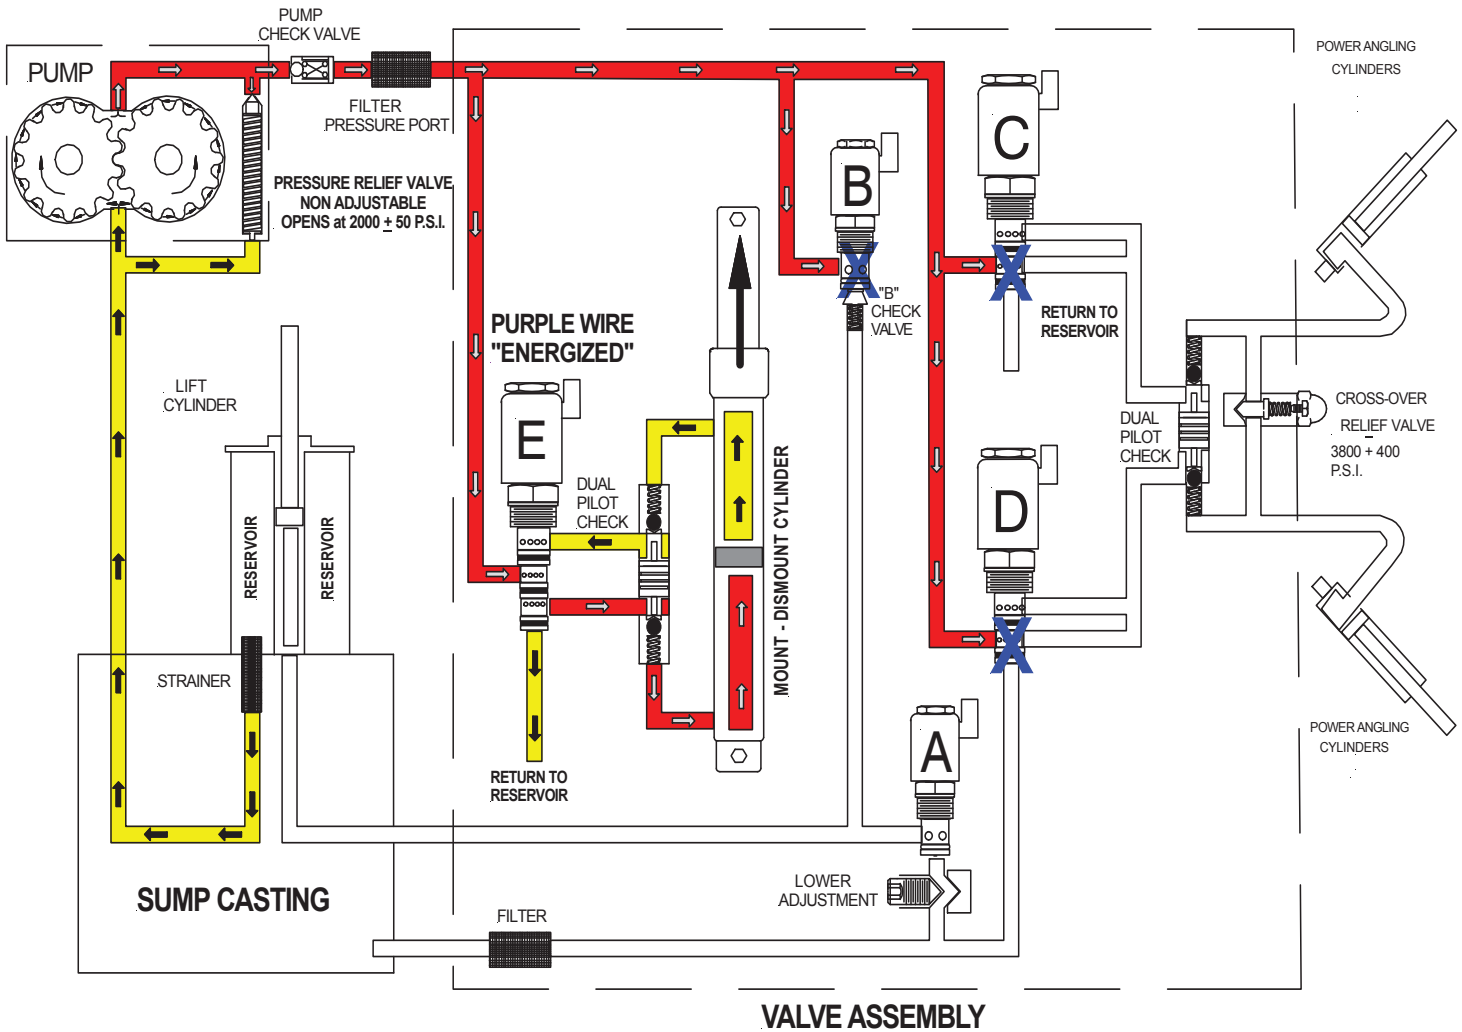 PUMP
CHECK VALVE
PUMP
FILTER
PRESSURE PORT
POWER ANGLING
CYLINDERS
PRESSURE RELIEF VALVE
NON ADJUSTABLE
OPENS at 2000 ± 50 P.S.I.
B
C
"B"
CHECK
VALVE
RETURN TO
RESERVOIR
PURPLE WIRE
"ENERGIZED"
LIFT
CYLINDER
E
DUAL
PILOT
CHECK
MOUNT - DISMOUNT CYLINDER
DUAL
PILOT
CHECK
CROSS-OVER
RELIEF VALVE
3800 ± 400
P.S.I.
D
RESERVOIR
RESERVOIR
STRAINER
RETURN TO
RESERVOIR
A
POWER ANGLING
CYLINDERS
LOWER
ADJUSTMENT
SUMP CASTING
FILTER
VALVE ASSEMBLY
X
X
X